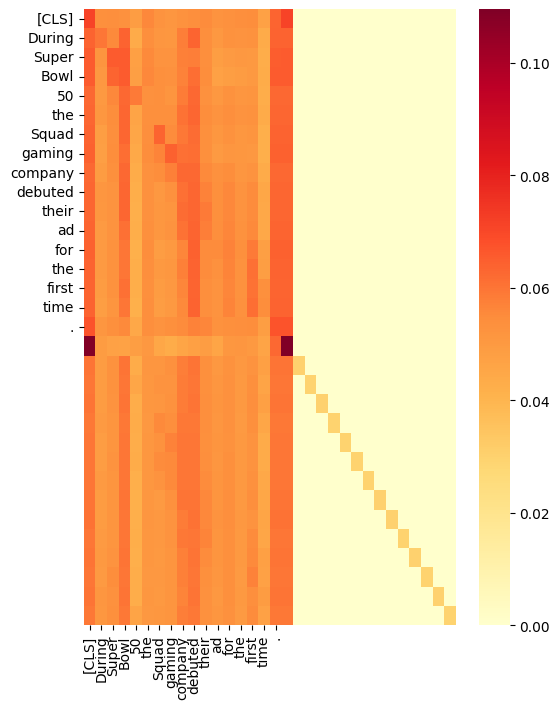 [CLS]
During
Super
Bowl
50
the
Squad
gaming
company
debuted
their
ad
for
the
first
time
.
0.10
0.08
0.06
0.04
0.02
0.00
[CLS]
During
Super
Bowl
50
the
Squad
gaming
company
debuted
their
ad
for
the
first
time
.